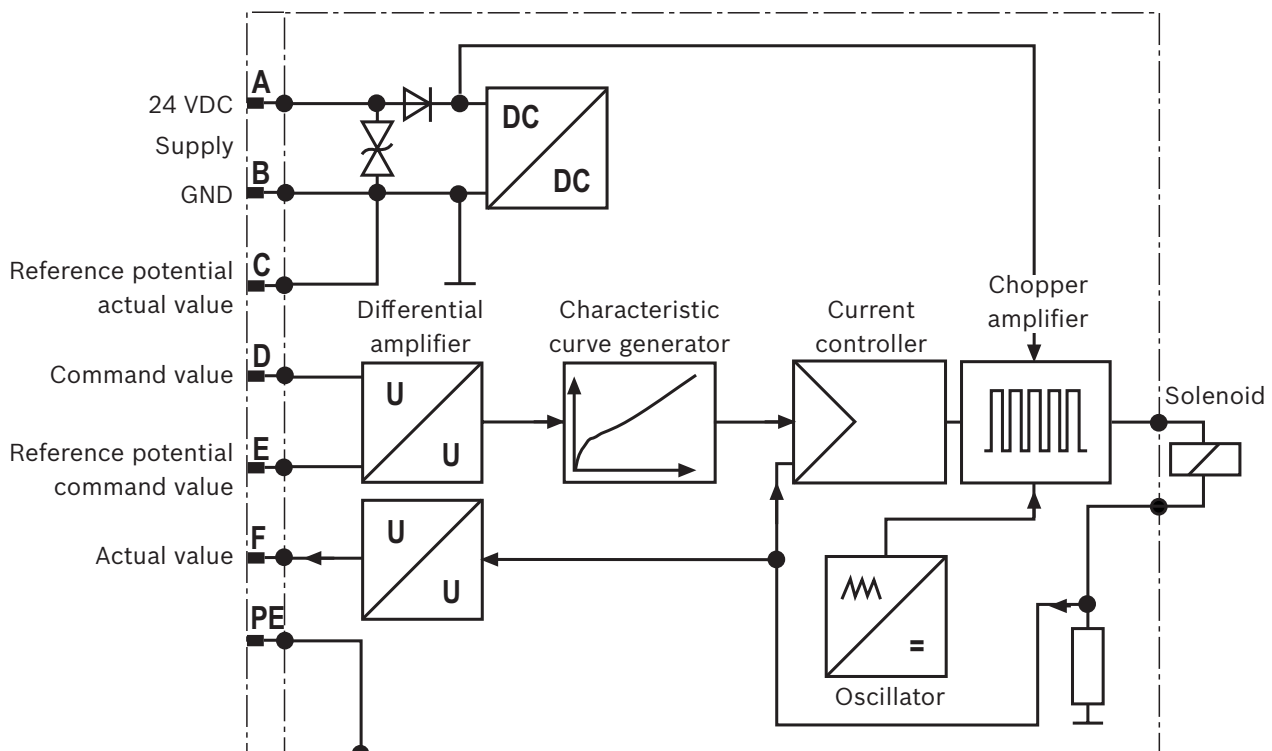 A
24 VDC
Supply
B
GND
DC
DC
C
Reference potential
actual value
Differential
amplifier
Characteristic
curve generator
Current
controller
Chopper
amplifier
D
Command value
U
U
Solenoid
E
Reference potential
command value
F
Actual value
U
U
PE
=
Oscillator